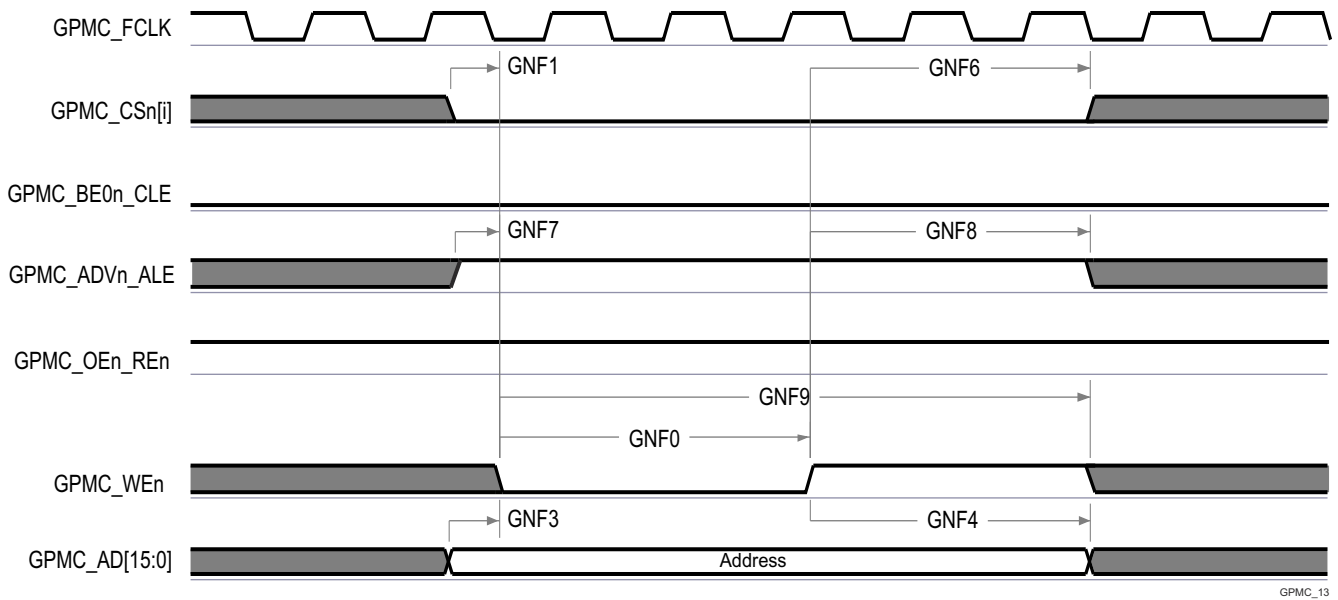 GPMC_FCLK
GNF1
GNF6
GPMC_CSn[i]
GPMC_BE0n_CLE
GNF7
GNF8
GPMC_ADVn_ALE
GPMC_OEn_REn
GNF9
GNF0
GPMC_WEn
GNF3
GNF4
GPMC_AD[15:0]
Address
GPMC_13